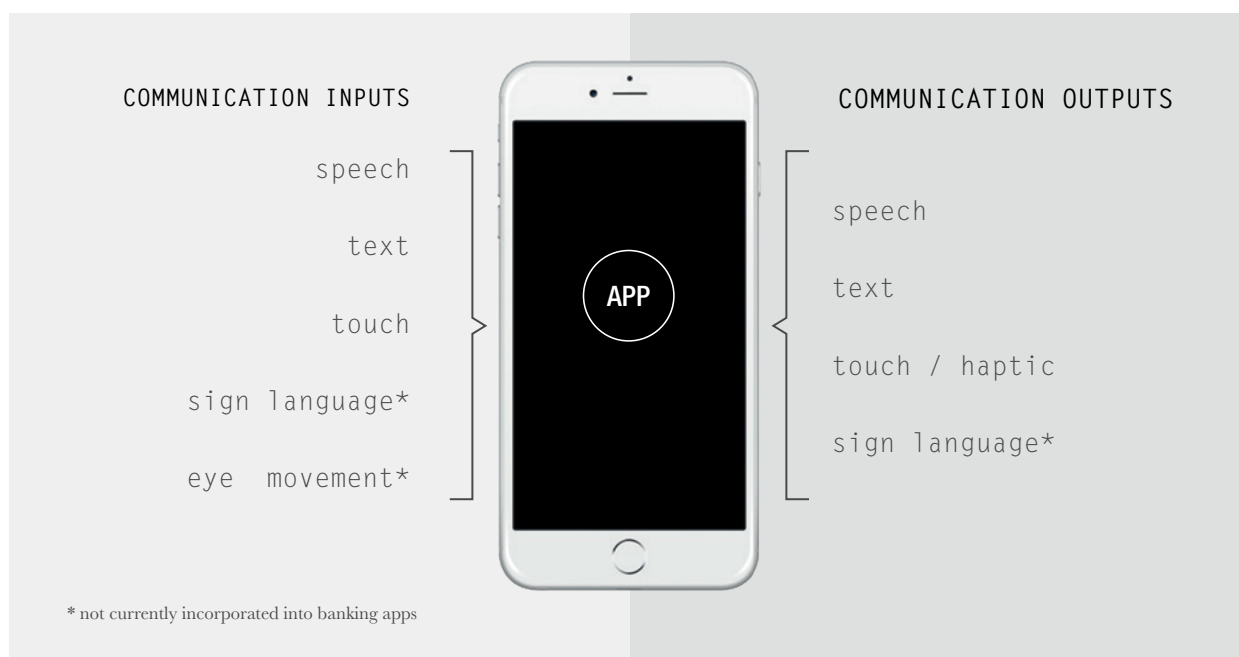 COMMUNICATION INPUTS
speech
text
touch
sign language*
eye movement*
APP
COMMUNICATION OUTPUTS
speech
text
touch / haptic
sign language*
* not currently incorporated into banking apps